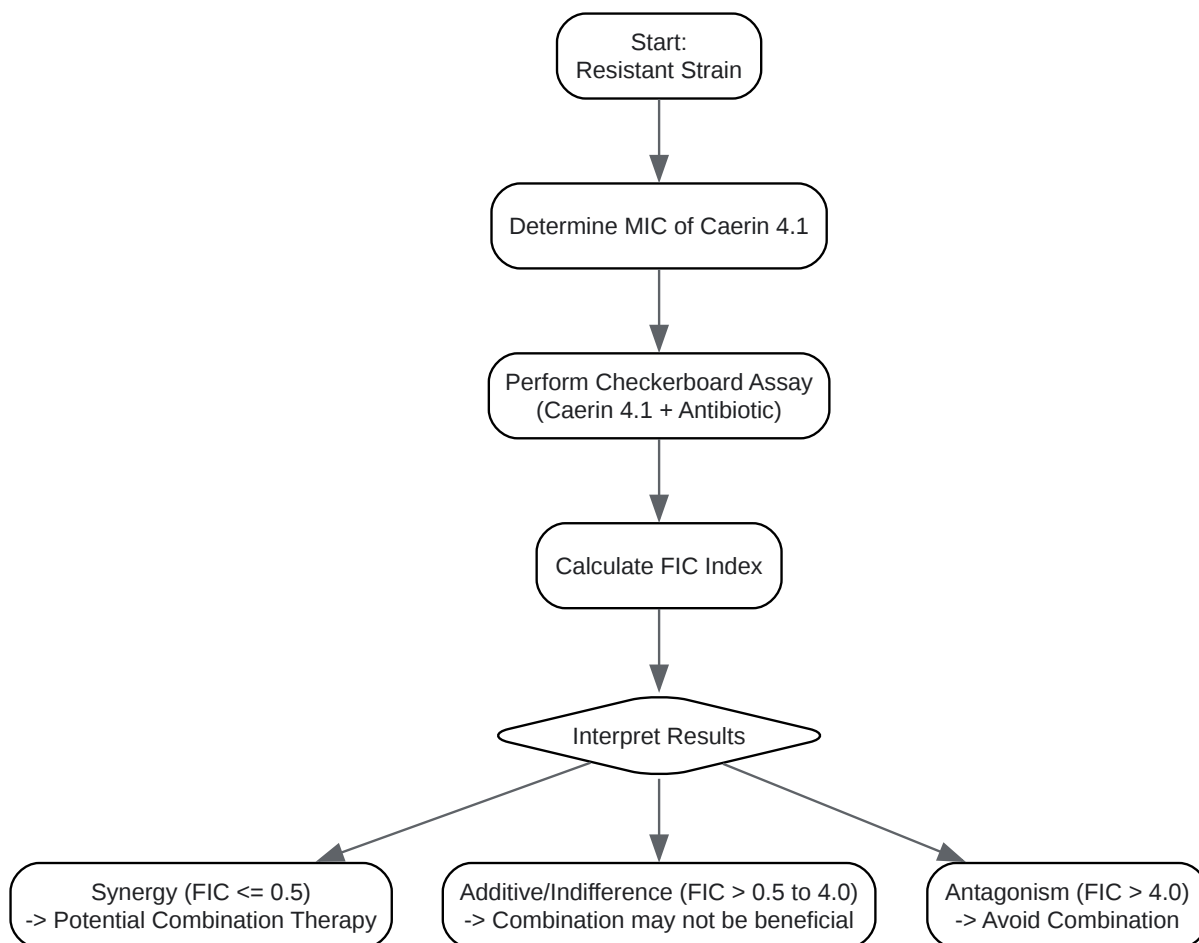 Start:
Resistant Strain
Determine MIC of Caerin 4.1
Perform Checkerboard Assay
(Caerin 4.1 + Antibiotic)
Calculate FIC Index
Interpret Results
Synergy (FIC <= 0.5)
-> Potential Combination Therapy
Additive/Indifference (FIC > 0.5 to 4.0)
-> Combination may not be beneficial
Antagonism (FIC > 4.0)
-> Avoid Combination